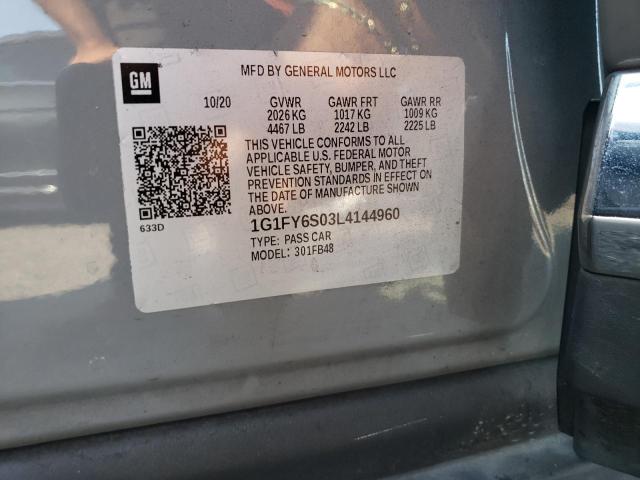 GM
MFD BY GENERAL MOTORS LLC
10/20 GVWR GAWR FRT GAWR RR
2026 KG 1017 KG 1009 KG
4467 LB 2242 LB 2225 LB
THIS VEHICLE CONFORMS TO ALL
APPLICABLE U.S. FEDERAL MOTOR
VEHICLE SAFETY, BUMPER, AND THEFT
PREVENTION STANDARDS IN EFFECT ON
THE DATE OF MANUFACTURE SHOWN
ABOVE.
633D
1G1FY6S03L4144960
TYPE: PASS CAR
MODEL: 301FB48